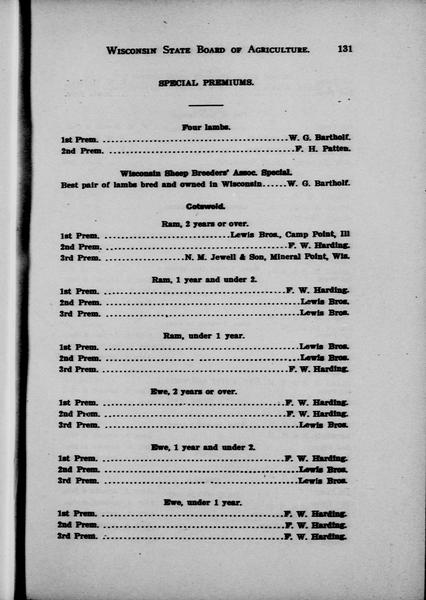 WISCONSIN STATE BOARD OF AGRICULTURE. 131
SPECIAL PREMIUMS.
Four lambs.
1st Prem. ............................................W. G. Bartholf.
2nd Prem. ............................................F. H. Patten.
Wisconsin Sheep Breeders' Assoc. Special.
Best pair of lambs bred and owned in Wisconsin......W. G. Bartholf.
Cotswold.
Ram, 2 years or over.
1st Prem. ..............................Lewis Bros., Camp Point, Ill
2nd Prem. ............................................F. W. Harding.
3rd Prem. ....................N. M. Jewell & Son, Mineral Point, Wis.
Ram, 1 year and under 2.
1st Prem. ............................................F. W. Harding.
2nd Prem. ............................................Lewis Bros.
3rd Prem. ............................................Lewis Bros.
Ram, under 1 year.
1st Prem. ............................................Lewis Bros.
2nd Prem. ............................................Lewis Bros.
3rd Prem. ............................................F. W. Harding.
Ewe, 2 years or over.
1st Prem. ............................................F. W. Harding.
2nd Prem. ............................................F. W. Harding.
3rd Prem. ............................................Lewis Bros.
Ewe, 1 year and under 2.
1st Prem. ............................................F. W. Harding.
2nd Prem. ............................................Lewis Bros.
3rd Prem. ............................................Lewis Bros.
Ewe, under 1 year.
1st Prem. ............................................F. W. Harding.
2nd Prem. ............................................F. W. Harding.
3rd Prem. ............................................F. W. Harding.